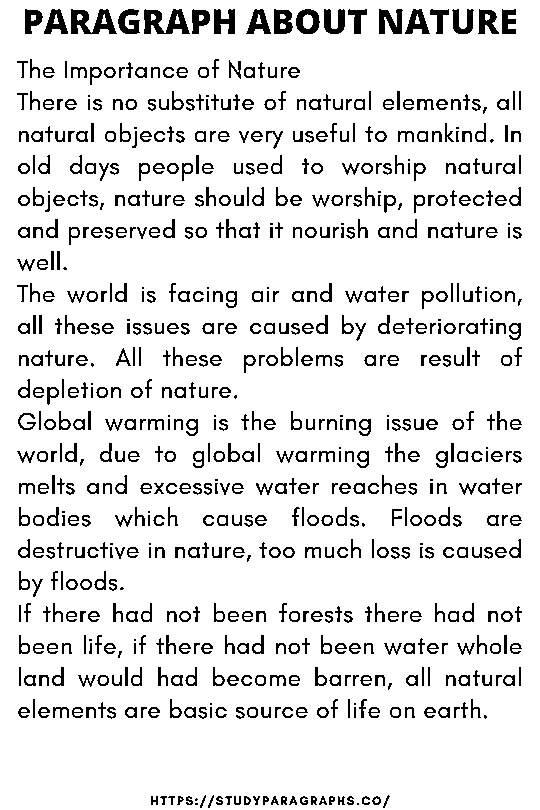 PARAGRAPH ABOUT NATURE
The Importance of Nature
There is no substitute of natural elements, all
natural objects are very useful to mankind. In
old days people used to worship natural
objects, nature should be worship, protected
and preserved so that it nourish and nature is
well.
The world is facing air and water pollution,
all these issues are caused by deteriorating
nature. All these problems are result of
depletion of nature.
Global warming is the burning issue of the
world, due to global warming the glaciers
melts and excessive water reaches in water
bodies which cause floods. Floods are
destructive in nature, too much loss is caused
by floods.
If there had not been forests there had not
been life, if there had not been water whole
land would had become barren, all natural
elements are basic source of life on earth.
HTTPS://STUDYPARAGRAPHS.CO/